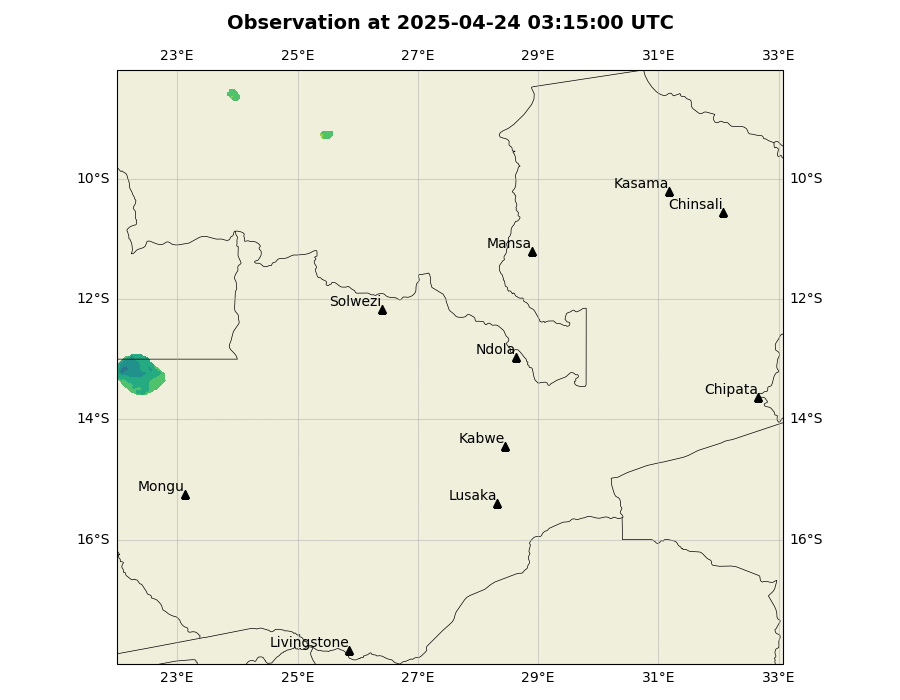 Observation at 2025-04-24 03:15:00 UTC
23°E 25°E 27°E 29°E 31°E 33°E
10°S 10°S
Kasama
Chinsali
Mansa
12°S 12°S
Solwezi
Ndola
Chipata
14°S 14°S
Kabwe
Mongu
Lusaka
16°S 16°S
Livingstone
23°E 25°E 27°E 29°E 31°E 33°E